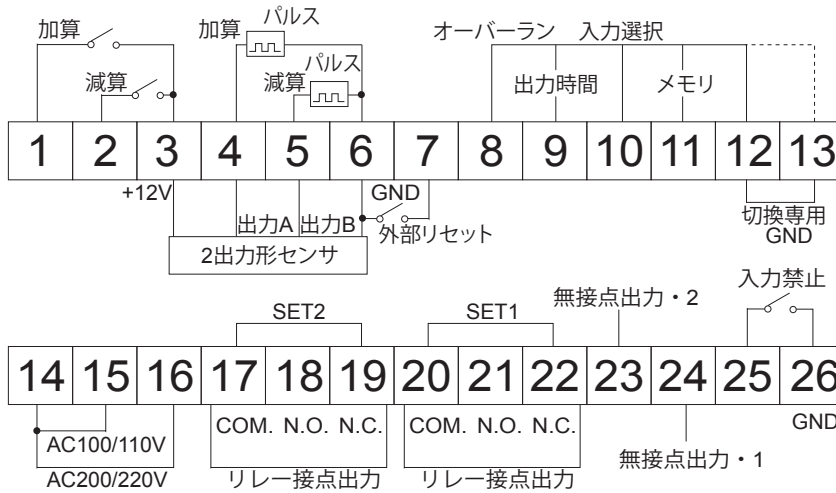 加算 パルス 加算 オーバーラン 入力選択
減算 パルス 減算 出力時間 メモリ
1 2 3 4 5 6 7 8 9 10 11 12 13
+12V GND 切換専用
出力A 出力B 外部リセット GND
2出力形センサ
SET2 SET1 無接点出力・2 入力禁止
14 15 16 17 18 19 20 21 22 23 24 25 26
COM. N.O. N.C. COM. N.O. N.C. GND
AC100/110V
AC200/220V リレー接点出力 リレー接点出力 無接点出力・1